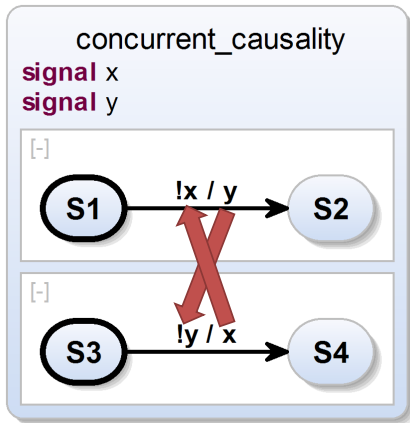 concurrent_causality
signal x
signal y
[-]
S1 !x / y S2
[-]
S3 !y / x S4